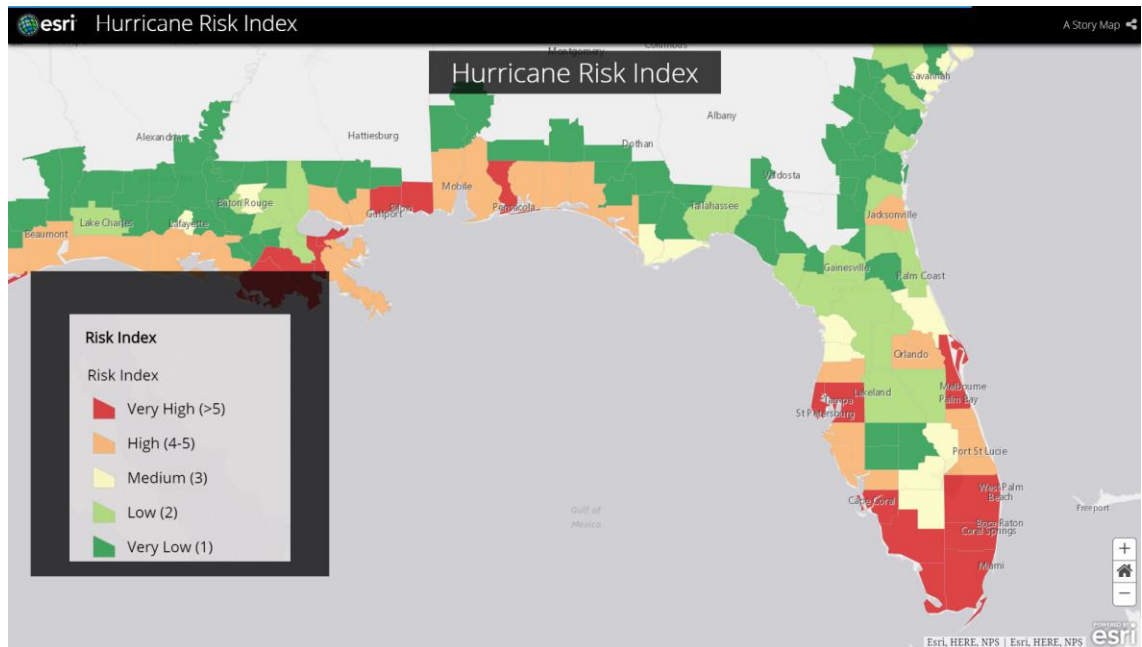 esri Hurricane Risk Index
A Story Map
Hurricane Risk Index
Montgomery
Columbus
Savannah
Albany
Alexandria
Hattiesburg
Dothan
Valdosta
Mobile
Baton Rouge
Biloxi
Gulfport
Pensacola
Tallahassee
Jacksonville
Beaumont
Lake Charles
Lafayette
Gainesville
Palm Coast
Orlando
Lakeland
Melbourne
Palm Bay
Tampa
St Petersburg
Port St Lucie
West Palm
Beach
Cape Coral
Boca Raton
Coral Springs
Miami
Freeport
Gulf of
Mexico
Risk Index
Risk Index
Very High (>5)
High (4-5)
Medium (3)
Low (2)
Very Low (1)
+
−
Esri, HERE, NPS | Esri, HERE, NPS
POWERED BY
esri